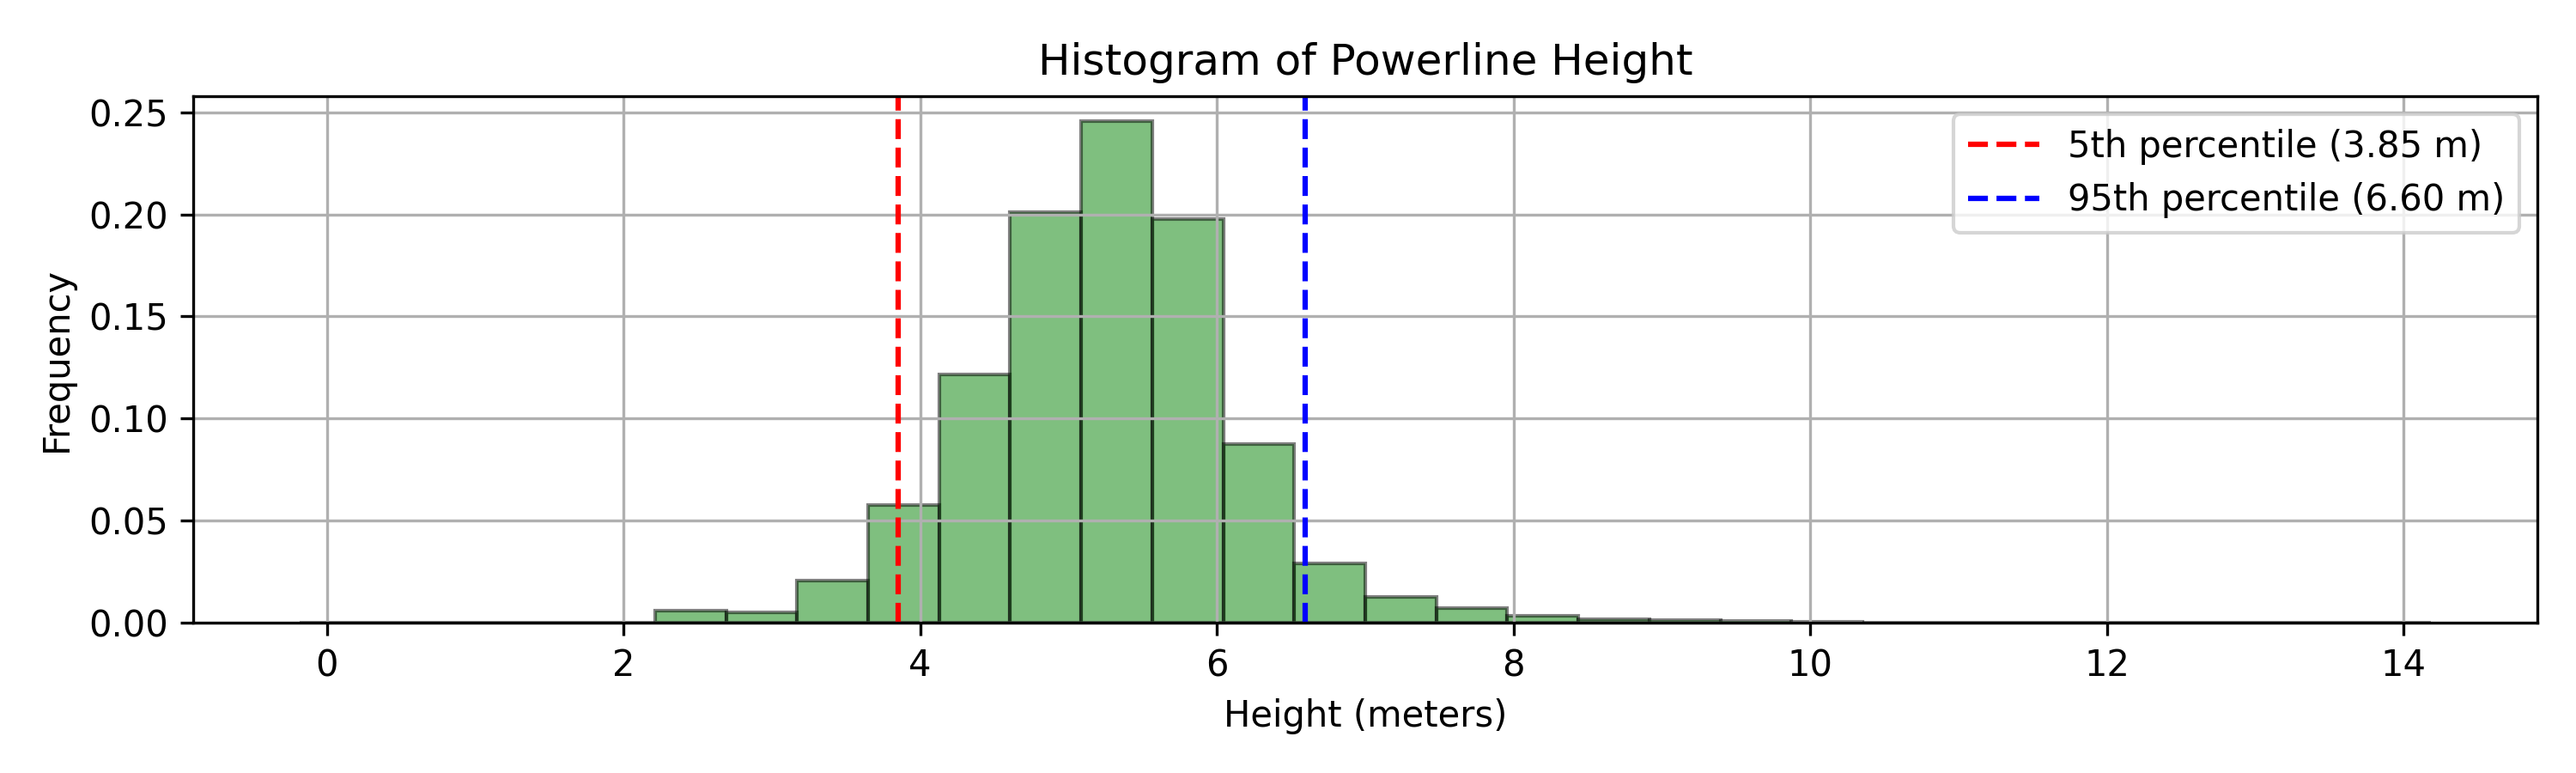 Histogram of Powerline Height
0.25
0.20
0.15
0.10
0.05
0.00
Frequency
5th percentile (3.85 m)
95th percentile (6.60 m)
0 2 4 6 8 10 12 14
Height (meters)